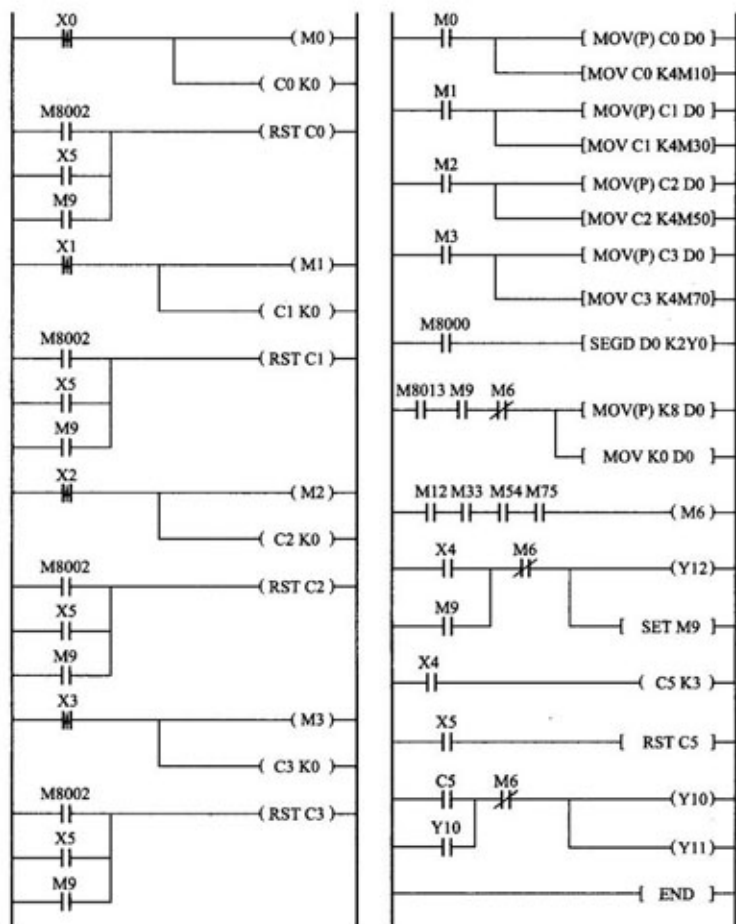 X0
( M0 )
( C0 K0 )
M8002
( RST C0 )
X5
M9
X1
( M1 )
( C1 K0 )
M8002
( RST C1 )
X5
M9
X2
( M2 )
( C2 K0 )
M8002
( RST C2 )
X5
M9
X3
( M3 )
( C3 K0 )
M8002
( RST C3 )
X5
M9
M0
[ MOV(P) C0 D0 ]
[MOV C0 K4M10]
M1
[ MOV(P) C1 D0 ]
[MOV C1 K4M30]
M2
[ MOV(P) C2 D0 ]
[MOV C2 K4M50]
M3
[ MOV(P) C3 D0 ]
[MOV C3 K4M70]
M8000
[ SEGD D0 K2Y0]
M8013 M9 M6
[ MOV(P) K8 D0 ]
[ MOV K0 D0 ]
M12 M33 M54 M75
( M6 )
X4 M6
(Y12)
M9
[ SET M9 ]
X4
( C5 K3 )
X5
[ RST C5 ]
C5 M6
(Y10)
Y10
(Y11)
[ END ]